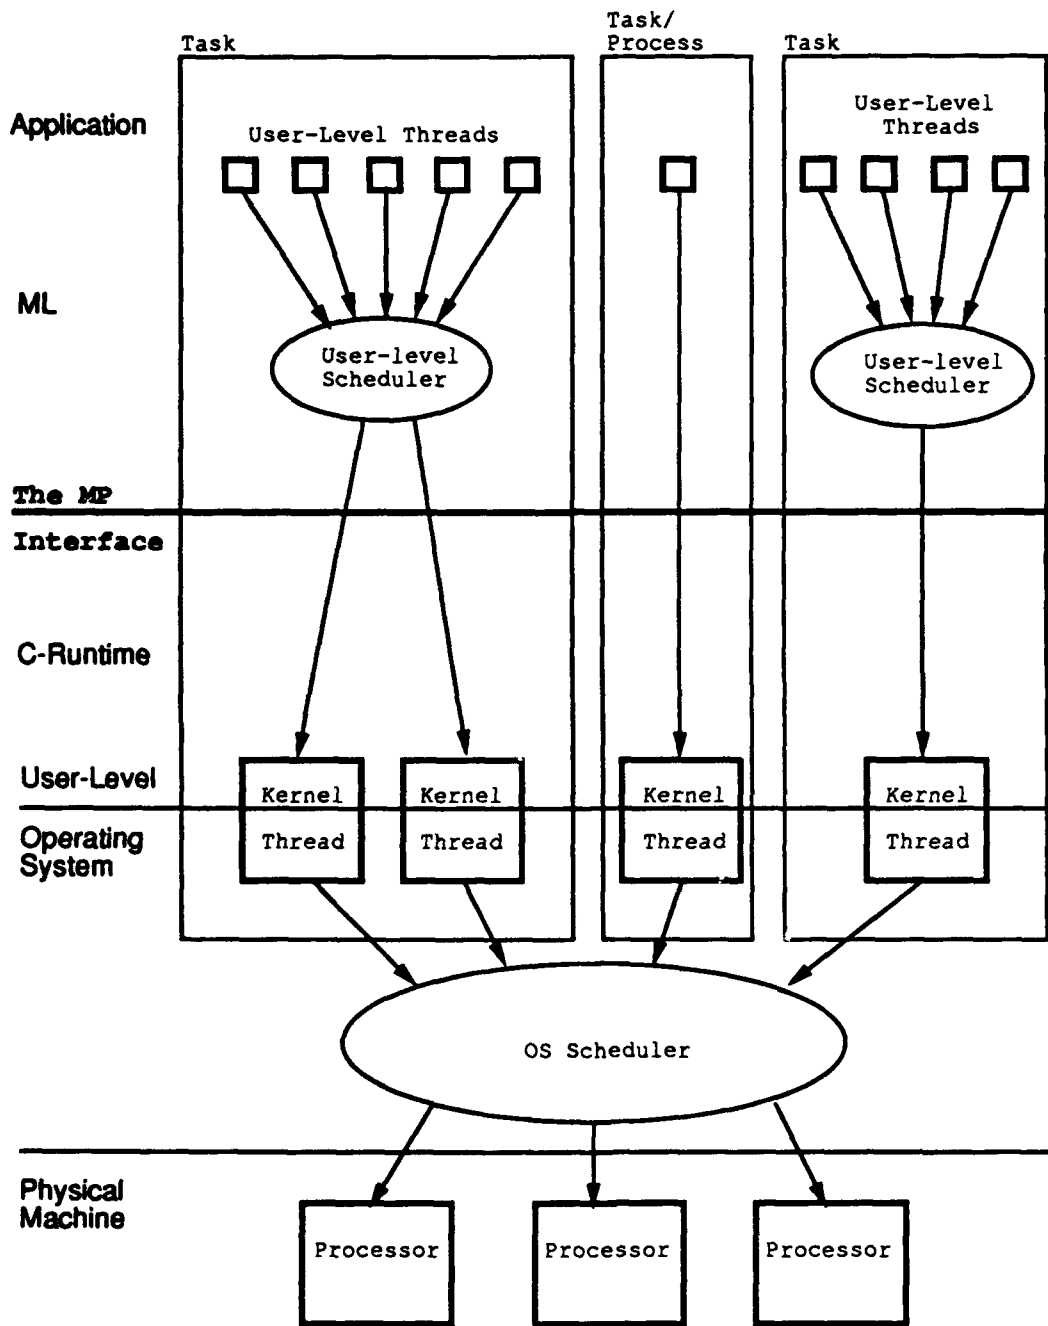 Task
Task/
Process
Task
Application
User-Level Threads
User-Level
Threads
ML
User-level
Scheduler
User-level
Scheduler
The MP
Interface
C-Runtime
User-Level
Kernel
Kernel
Kernel
Kernel
Operating
System
Thread
Thread
Thread
Thread
OS Scheduler
Physical
Machine
Processor
Processor
Processor